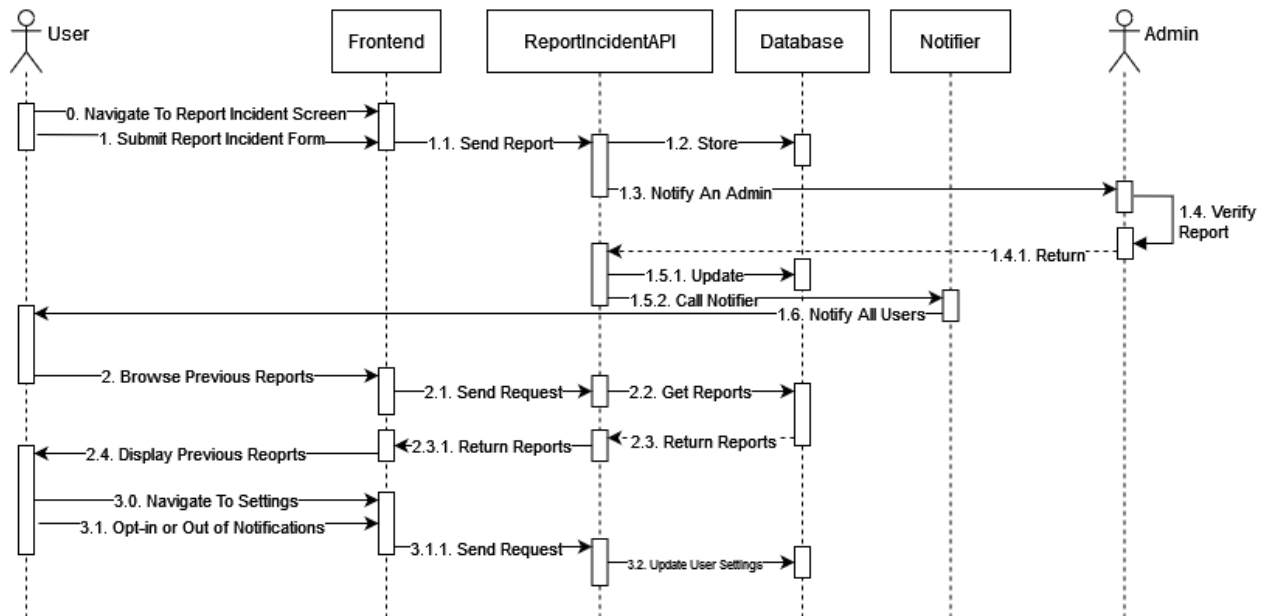 User
Frontend
ReportIncidentAPI
Database
Notifier
Admin
0. Navigate To Report Incident Screen
1. Submit Report Incident Form
1.1. Send Report
1.2. Store
1.3. Notify An Admin
1.4. Verify
Report
1.4.1. Return
1.5.1. Update
1.5.2. Call Notifier
1.6. Notify All Users
2. Browse Previous Reports
2.1. Send Request
2.2. Get Reports
2.3. Return Reports
2.3.1. Return Reports
2.4. Display Previous Reoprts
3.0. Navigate To Settings
3.1. Opt-in or Out of Notifications
3.1.1. Send Request
3.2. Update User Settings